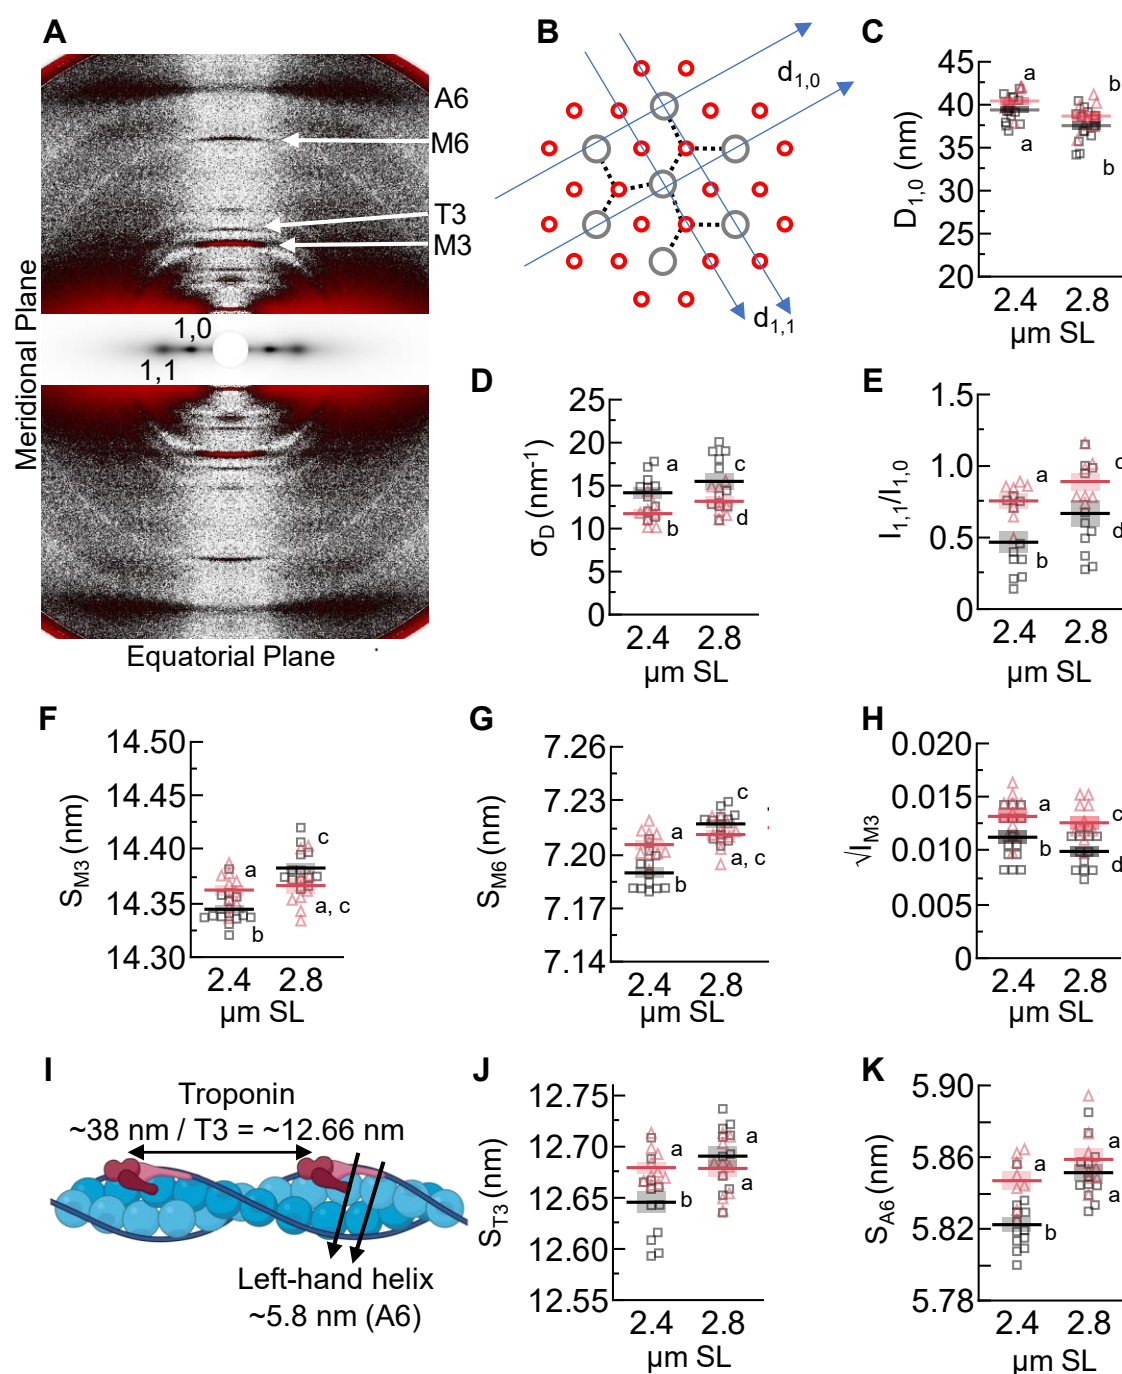 A
A6
M6
T3
M3
1,0
1,1
Meridional Plane
Equatorial Plane
B
d1,0
d1,1
C
D1,0 (nm)
45
40
35
30
25
20
a
a
b
b
2.4
2.8
µm SL
D
σD (nm-1)
25
20
15
10
5
0
a
b
c
d
2.4
2.8
µm SL
E
I1,1/I1,0
1.5
1.0
0.5
0
a
b
c
d
2.4
2.8
µm SL
F
SM3 (nm)
14.50
14.45
14.40
14.35
14.30
a
b
c
a, c
2.4
2.8
µm SL
G
SM6 (nm)
7.26
7.23
7.20
7.17
7.14
a
b
c
a, c
2.4
2.8
µm SL
H
√IM3
0.020
0.015
0.010
0.005
0
a
b
c
d
2.4
2.8
µm SL
I
Troponin
~38 nm / T3 = ~12.66 nm
Left-hand helix
~5.8 nm (A6)
J
ST3 (nm)
12.75
12.70
12.65
12.60
12.55
a
b
a
a
2.4
2.8
µm SL
K
SA6 (nm)
5.90
5.86
5.82
5.78
a
b
a
a
2.4
2.8
µm SL